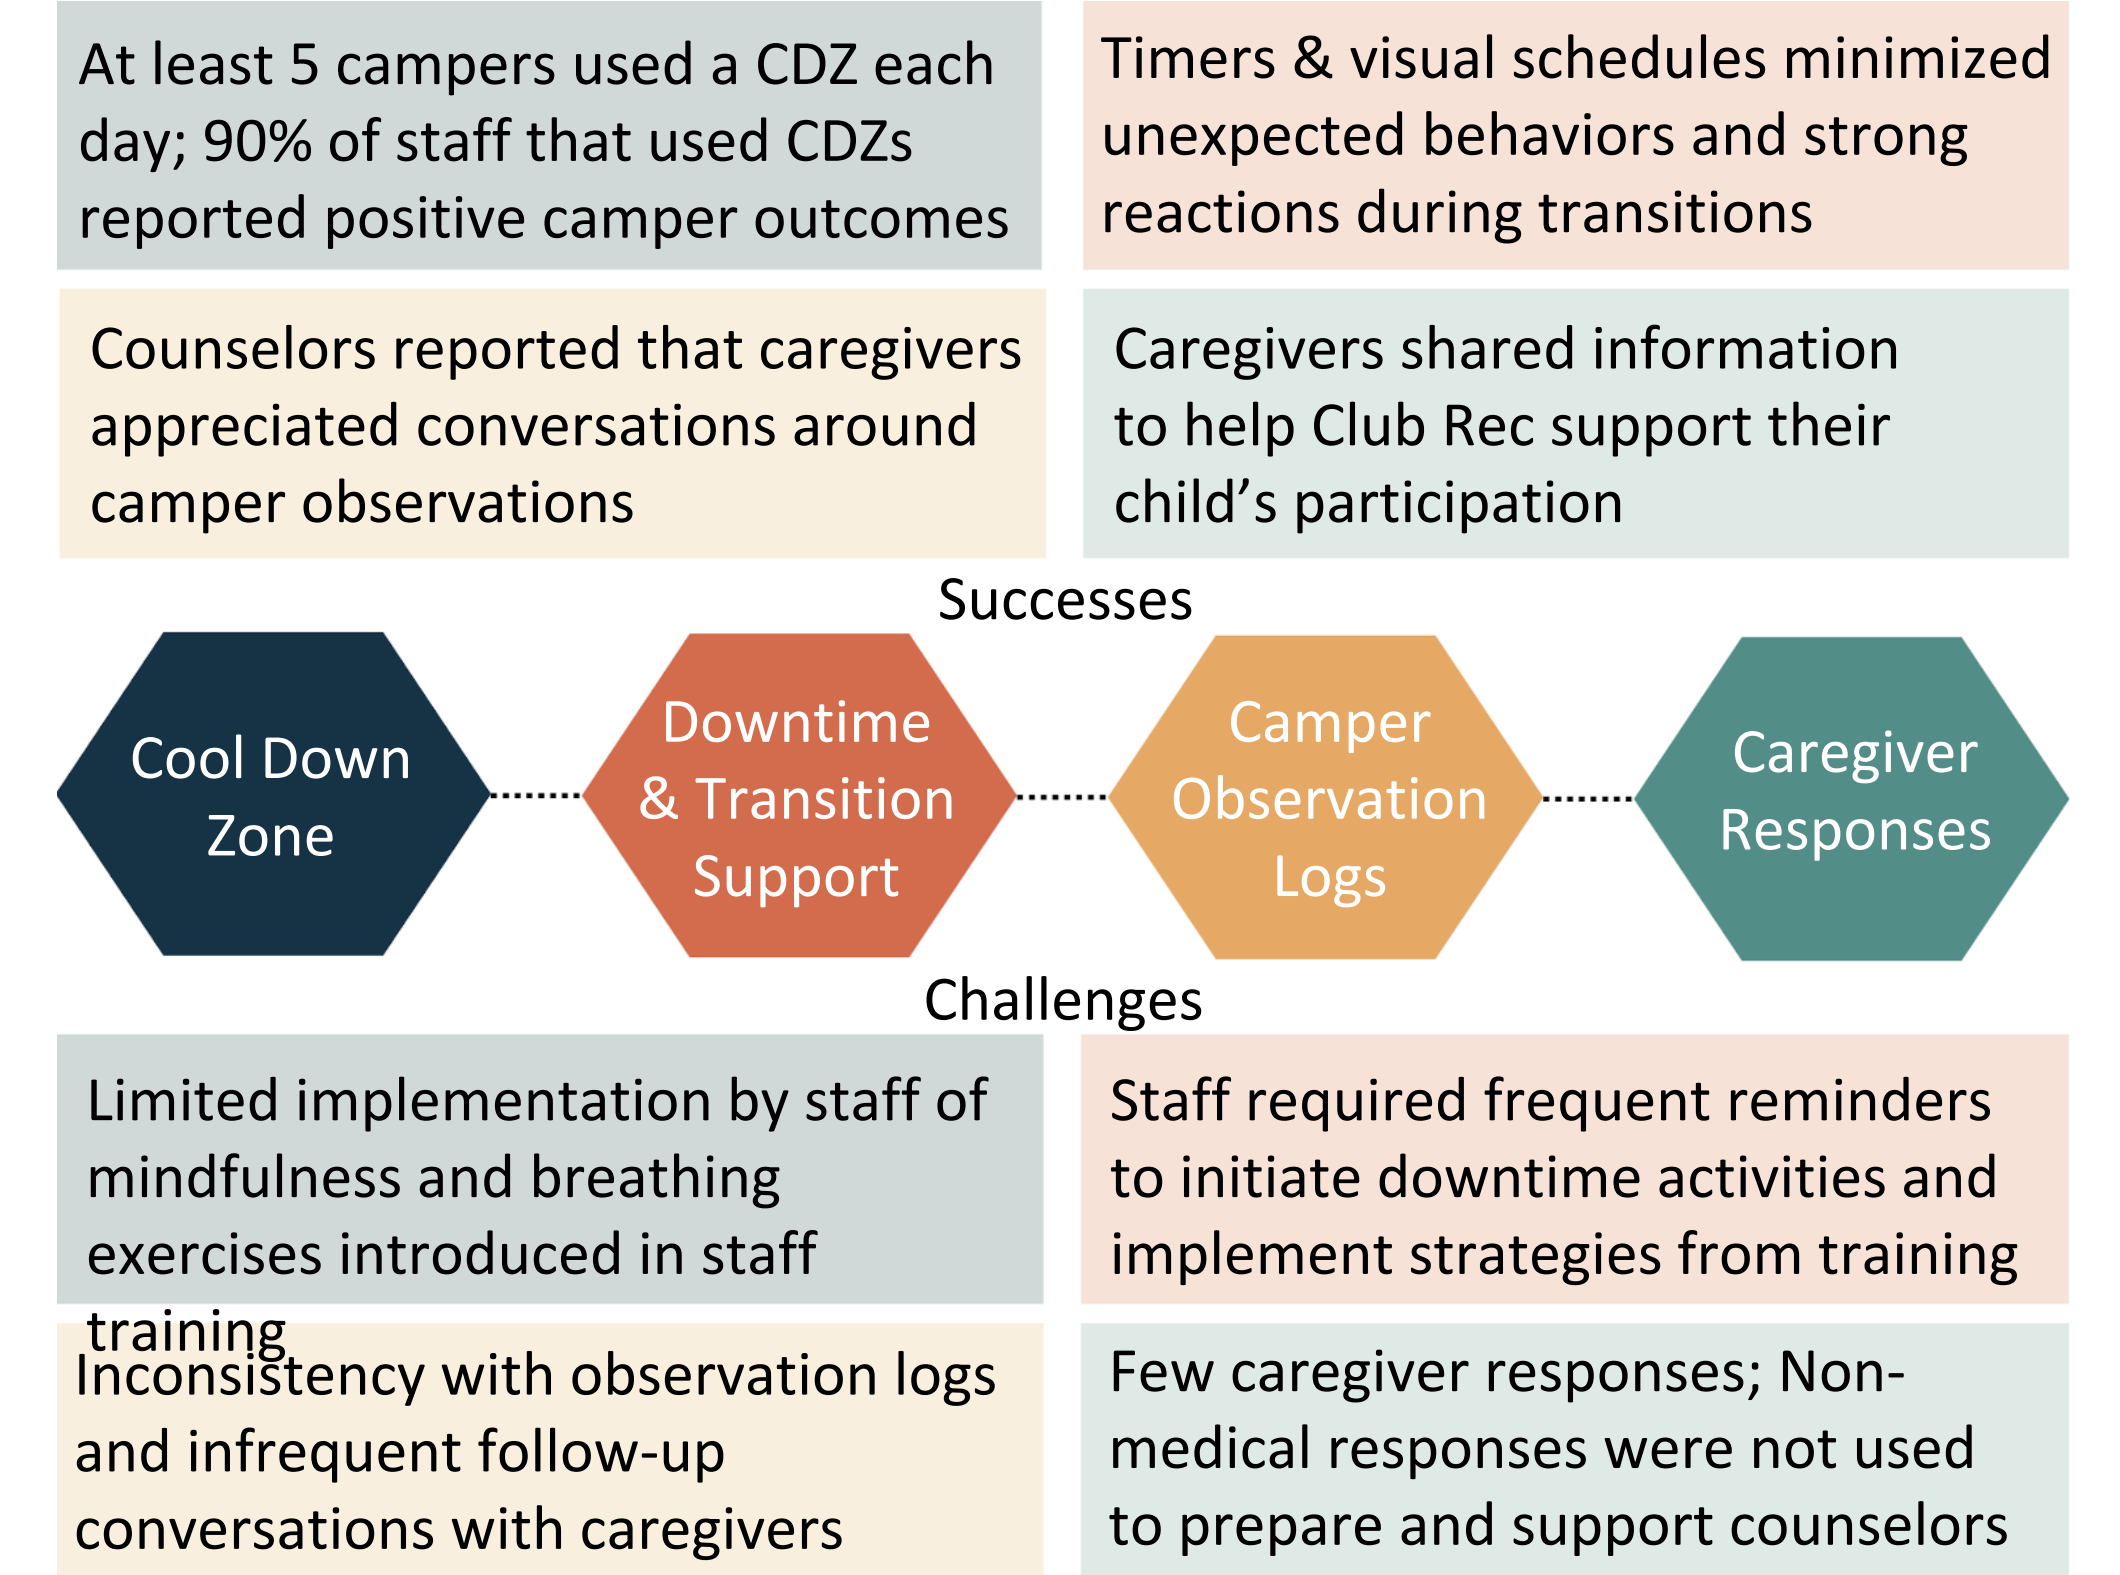 At least 5 campers used a CDZ each
day; 90% of staff that used CDZs
reported positive camper outcomes
Timers & visual schedules minimized
unexpected behaviors and strong
reactions during transitions
Counselors reported that caregivers
appreciated conversations around
camper observations
Caregivers shared information
to help Club Rec support their
child’s participation
Successes
Cool Down
Zone
Downtime
& Transition
Support
Camper
Observation
Logs
Caregiver
Responses
Challenges
Limited implementation by staff of
mindfulness and breathing
exercises introduced in staff
training
Staff required frequent reminders
to initiate downtime activities and
implement strategies from training
Inconsistency with observation logs
and infrequent follow-up
conversations with caregivers
Few caregiver responses; Non-
medical responses were not used
to prepare and support counselors